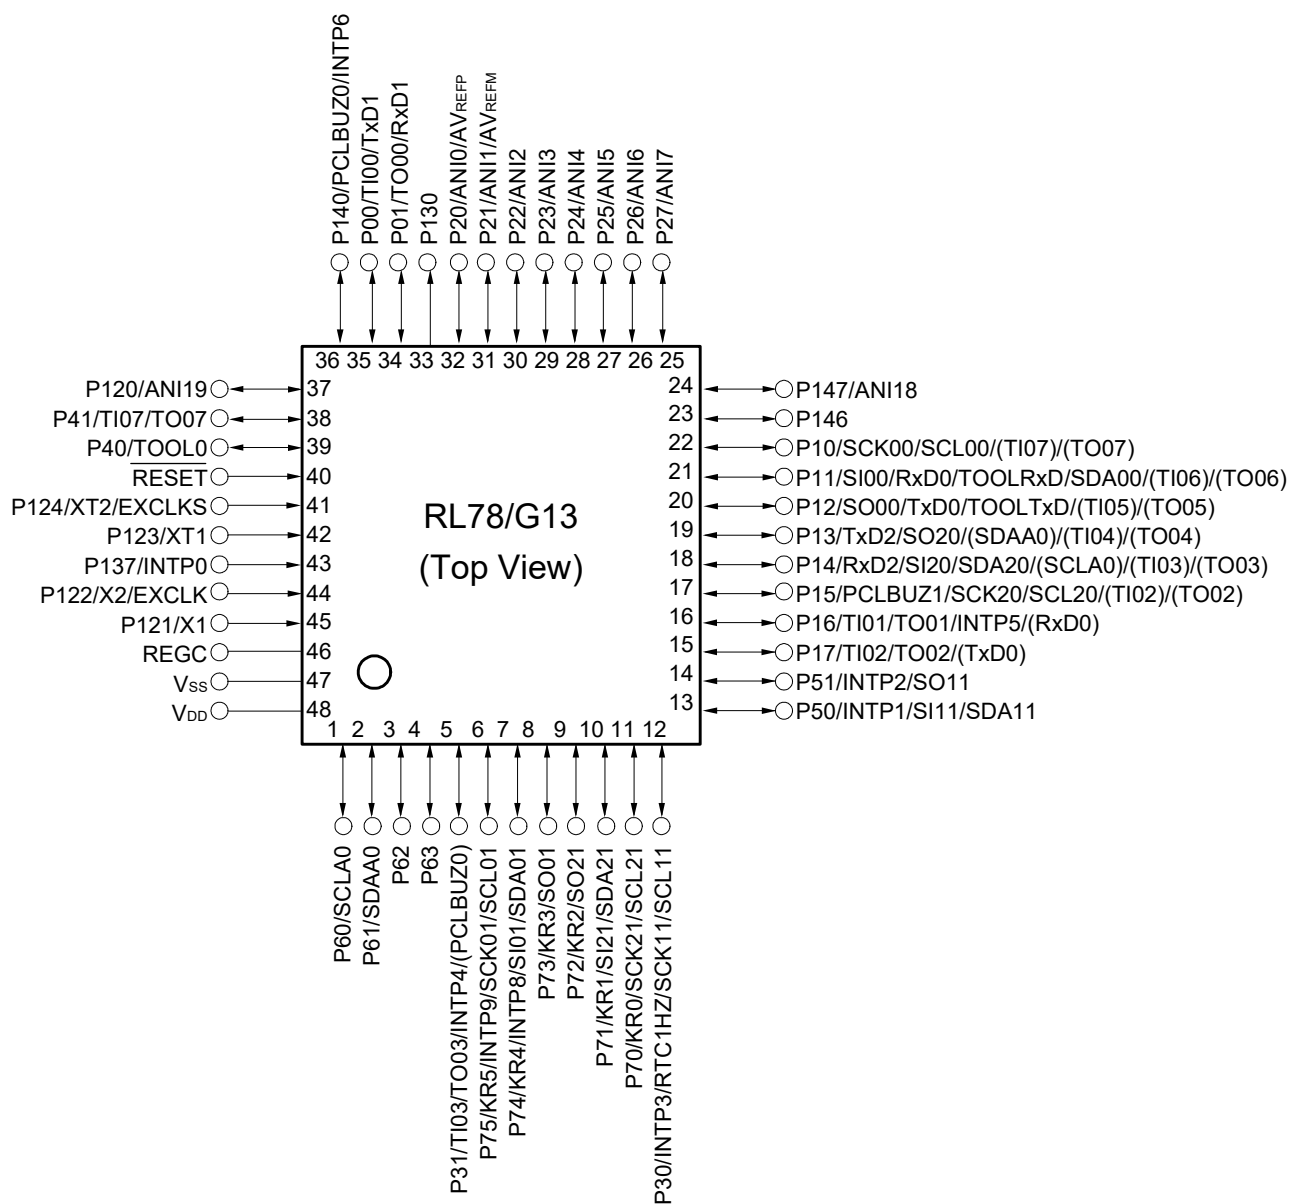 P140/PCLBUZ0/INTP6
P00/TI00/TxD1
P01/TO00/RxD1
P130
P20/ANI0/AVREFP
P21/ANI1/AVREFM
P22/ANI2
P23/ANI3
P24/ANI4
P25/ANI5
P26/ANI6
P27/ANI7
36 35 34 33 32 31 30 29 28 27 26 25
P120/ANI19 37
P41/TI07/TO07 38
P40/TOOL0 39
RESET 40
P124/XT2/EXCLKS 41
P123/XT1 42
P137/INTP0 43
P122/X2/EXCLK 44
P121/X1 45
REGC 46
VSS 47
VDD 48
RL78/G13
(Top View)
24 P147/ANI18
23 P146
22 P10/SCK00/SCL00/(TI07)/(TO07)
21 P11/SI00/RxD0/TOOLRxD/SDA00/(TI06)/(TO06)
20 P12/SO00/TxD0/TOOLTxD/(TI05)/(TO05)
19 P13/TxD2/SO20/(SDAA0)/(TI04)/(TO04)
18 P14/RxD2/SI20/SDA20/(SCLA0)/(TI03)/(TO03)
17 P15/PCLBUZ1/SCK20/SCL20/(TI02)/(TO02)
16 P16/TI01/TO01/INTP5/(RxD0)
15 P17/TI02/TO02/(TxD0)
14 P51/INTP2/SO11
13 P50/INTP1/SI11/SDA11
1 2 3 4 5 6 7 8 9 10 11 12
P60/SCLA0
P61/SDAA0
P62
P63
P31/TI03/TO03/INTP4/(PCLBUZ0)
P75/KR5/INTP9/SCK01/SCL01
P74/KR4/INTP8/SI01/SDA01
P73/KR3/SO01
P72/KR2/SO21
P71/KR1/SI21/SDA21
P70/KR0/SCK21/SCL21
P30/INTP3/RTC1HZ/SCK11/SCL11